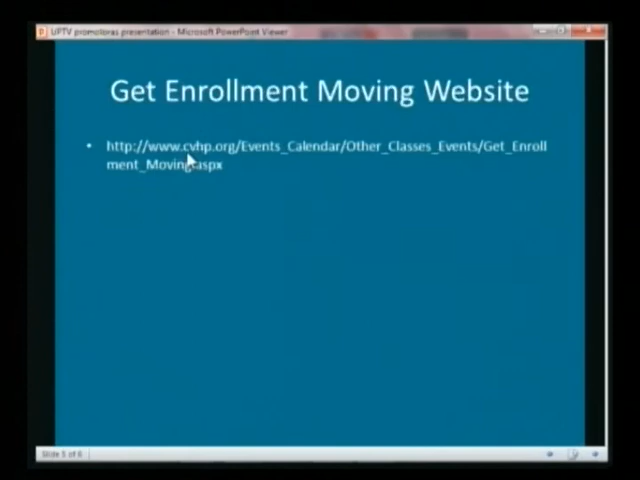 UPTV promotoras presentation - Microsoft PowerPoint Viewer
Get Enrollment Moving Website
• http://www.cvhp.org/Events_Calendar/Other_Classes_Events/Get_Enroll
ment_Moving.aspx
Slide 5 of 6